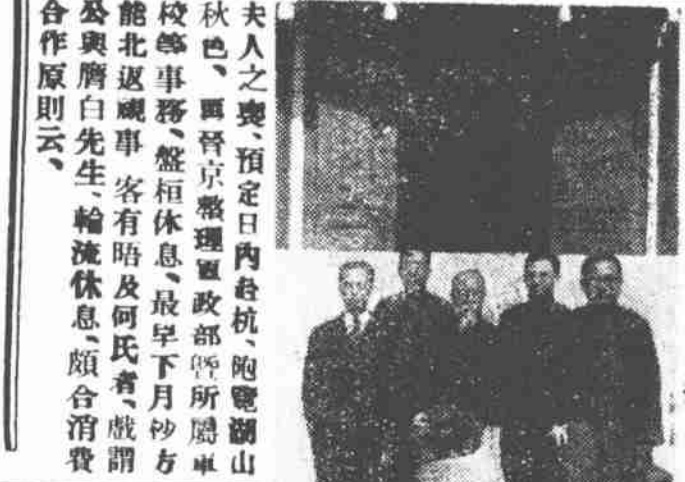 夫人之喪、預定日內赴杭、飽覽湖山
秋色、再晉京整理軍政部暨所屬軍
校等事務、盤桓休息、最早下月杪方
能北返視事 客有晤及何氏者、戲謂
公與膺白先生、輪流休息、頗合消費
合作原則云、